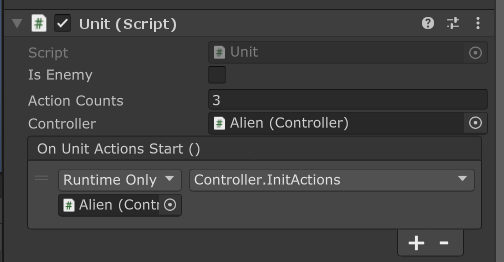 Unit (Script)
Script Unit
Is Enemy
Action Counts 3
Controller Alien (Controller)
On Unit Actions Start ()
Runtime Only Controller.InitActions
Alien (Contr